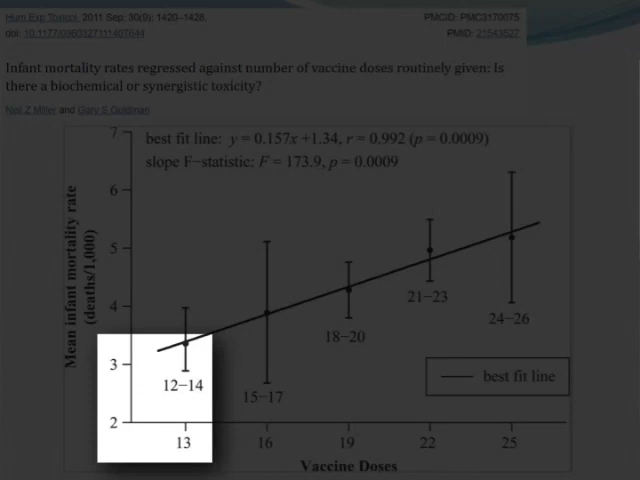 Hum Exp Toxicol. 2011 Sep; 30(9): 1420–1428.
PMCID: PMC3170075
doi: 10.1177/0960327111407644
PMID: 21543527
Infant mortality rates regressed against number of vaccine doses routinely given: Is
there a biochemical or synergistic toxicity?
Neil Z Miller and Gary S Goldman
best fit line: y = 0.157x +1.34, r = 0.992 (p = 0.0009)
slope F−statistic: F = 173.9, p = 0.0009
Mean infant mortality rate
(deaths/1,000)
7
6
5
4
3
2
12−14
15−17
18−20
21−23
24−26
best fit line
13
16
19
22
25
Vaccine Doses